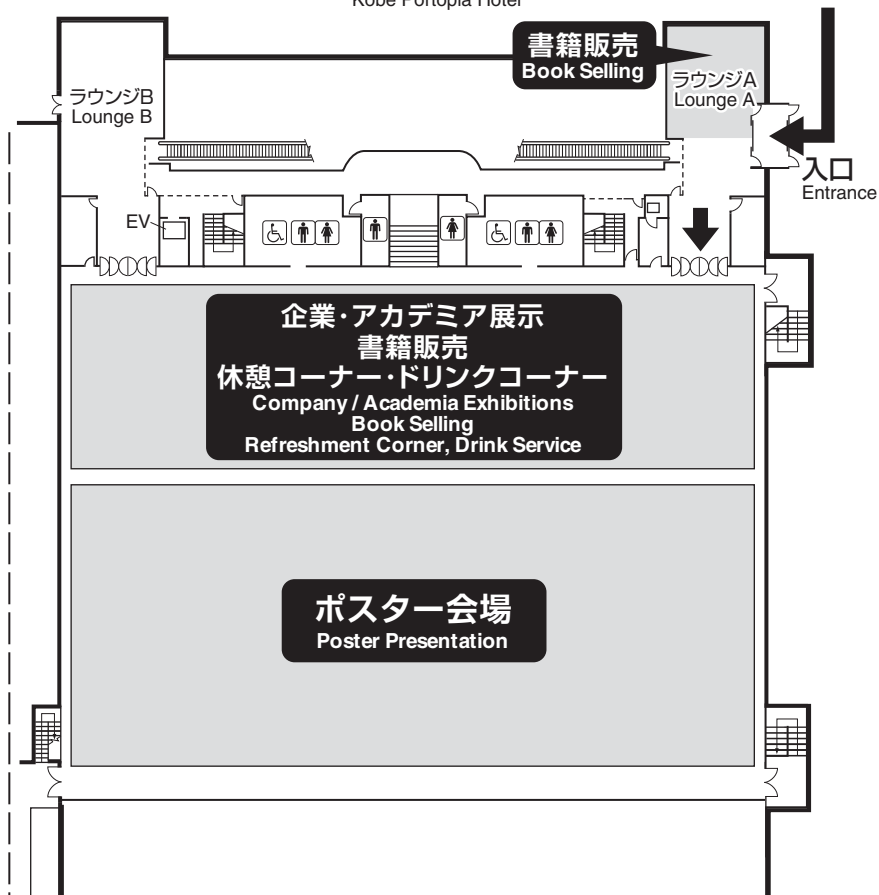 Kobe Portopia Hotel
書籍販売
Book Selling
ラウンジB
Lounge B
ラウンジA
Lounge A
入口
Entrance
EV
企業・アカデミア展示
書籍販売
休憩コーナー・ドリンクコーナー
Company / Academia Exhibitions
Book Selling
Refreshment Corner, Drink Service
ポスター会場
Poster Presentation